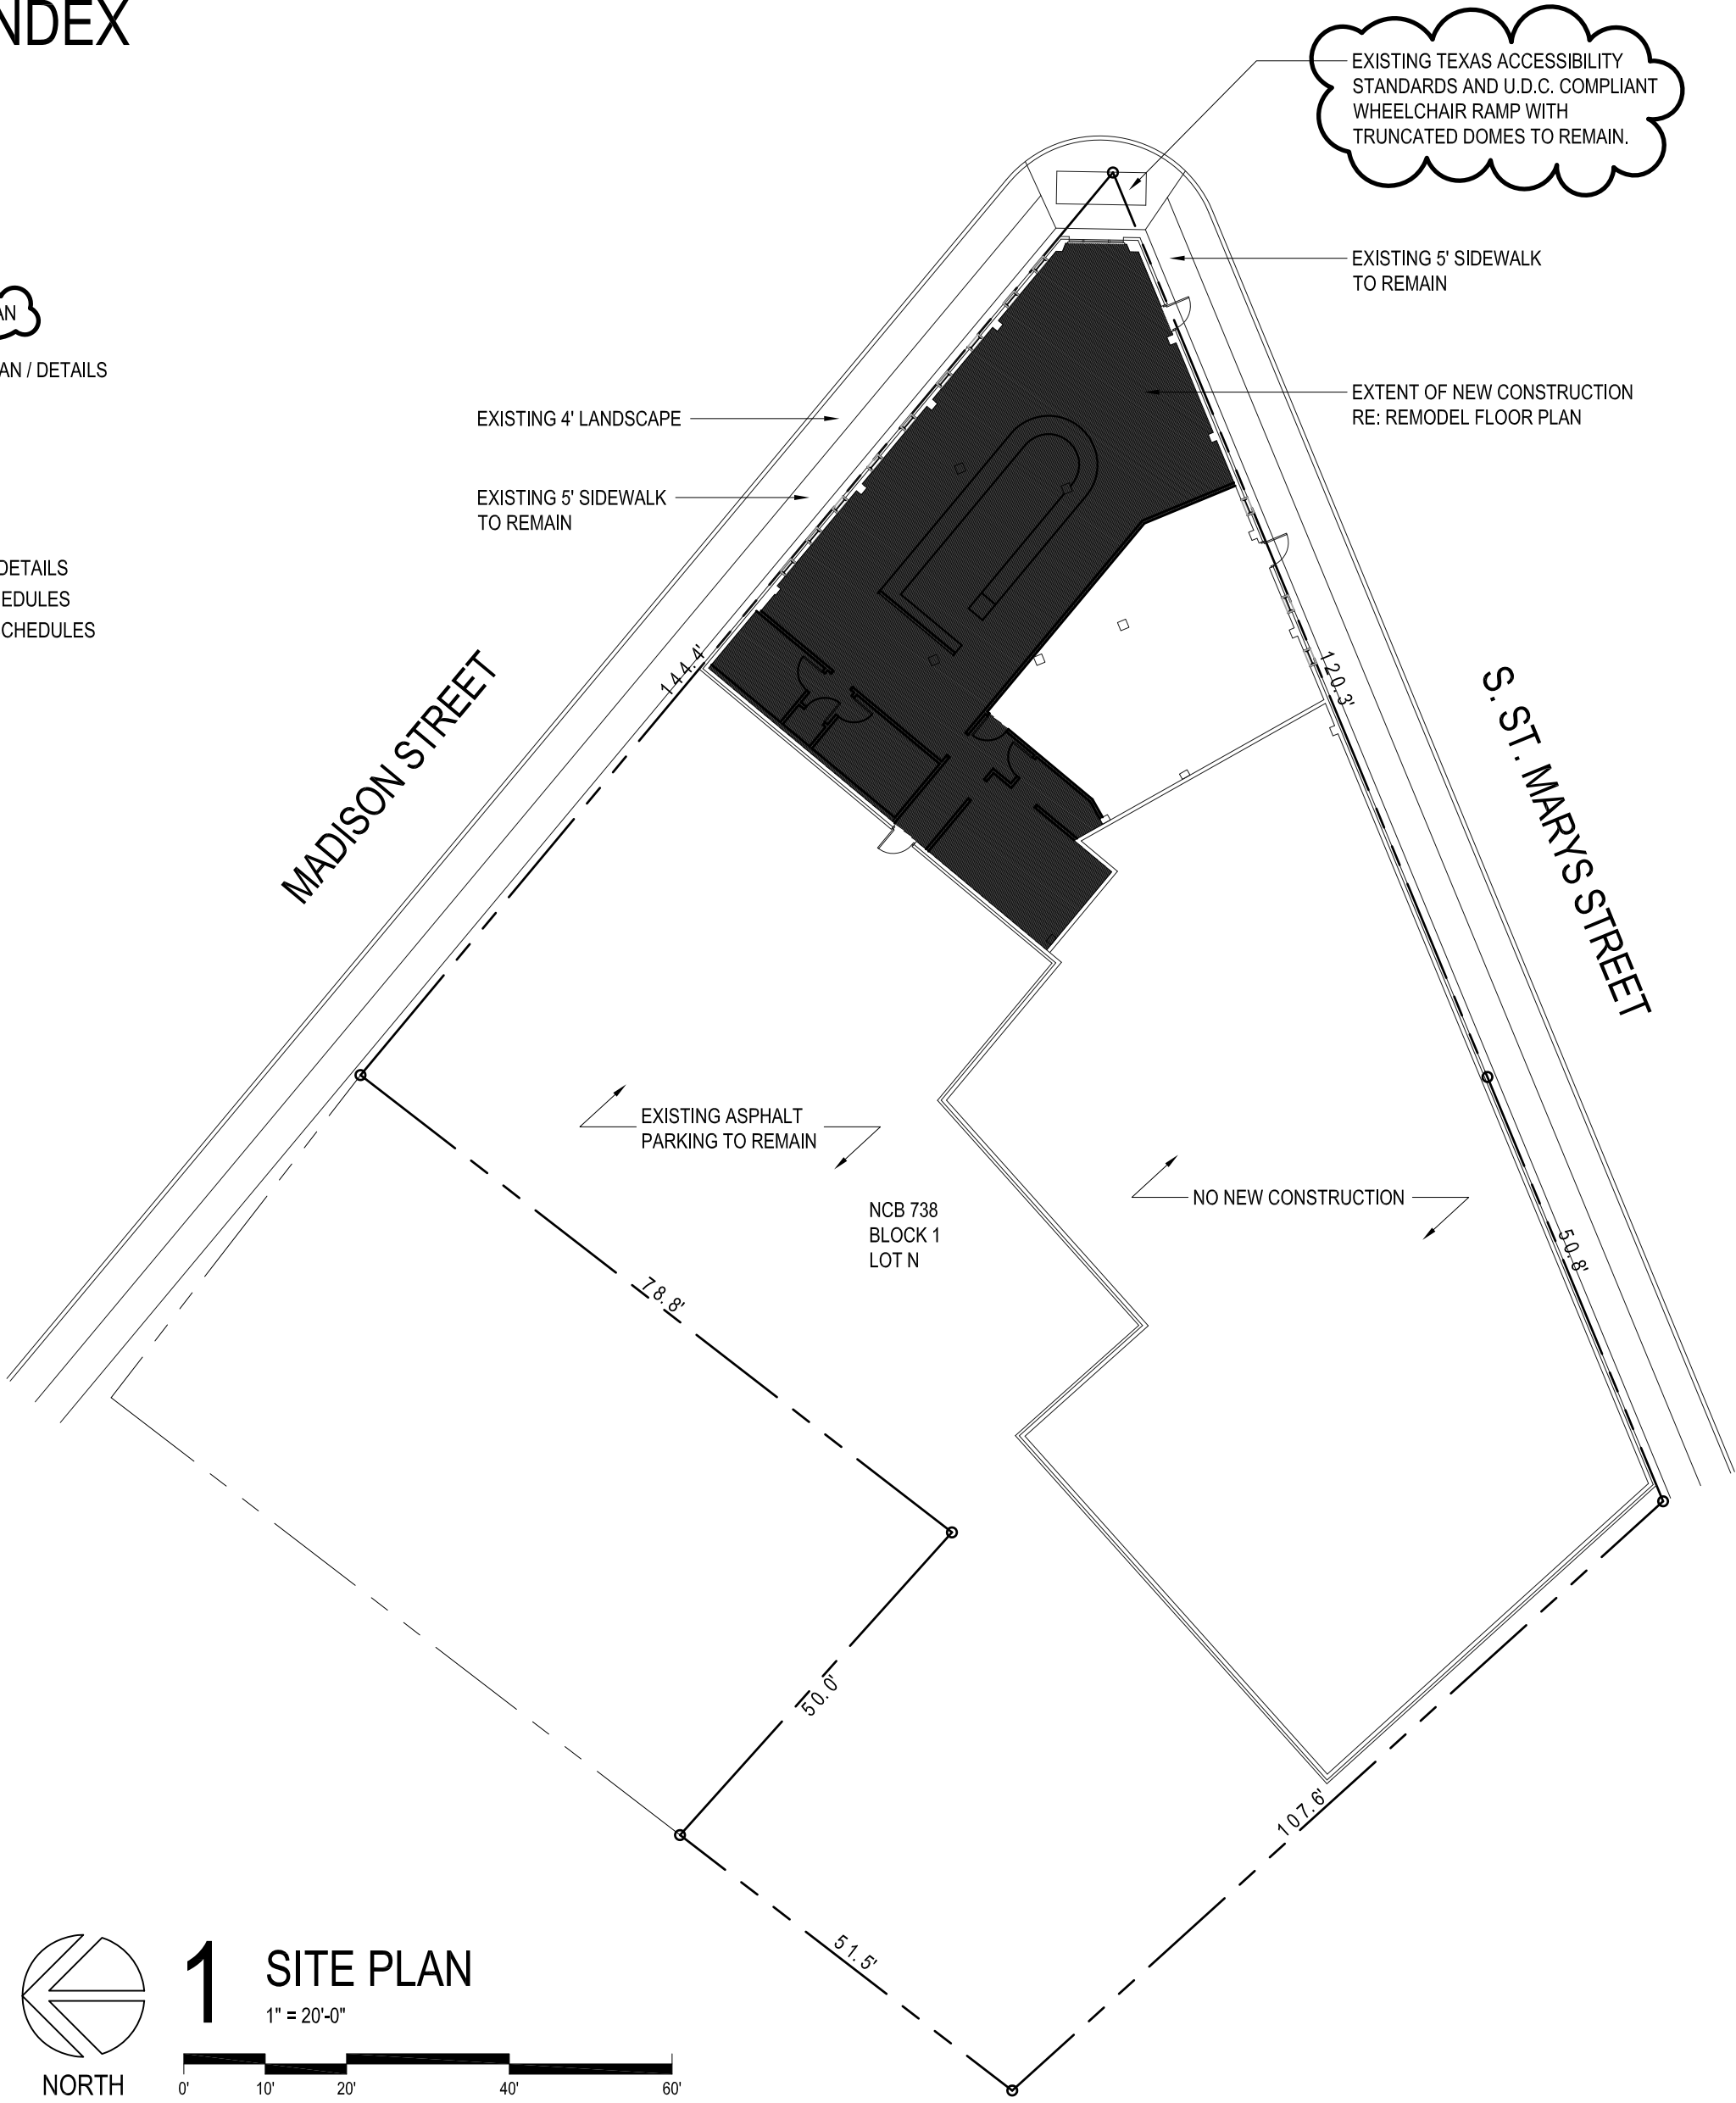 NDEX
EXISTING TEXAS ACCESSIBILITY
STANDARDS AND U.D.C. COMPLIANT
WHEELCHAIR RAMP WITH
TRUNCATED DOMES TO REMAIN.
EXISTING 5' SIDEWALK
TO REMAIN
AN
AN / DETAILS
EXTENT OF NEW CONSTRUCTION
RE: REMODEL FLOOR PLAN
EXISTING 4' LANDSCAPE
EXISTING 5' SIDEWALK
TO REMAIN
DETAILS
EDULES
CHEDULES
144.4'
120.3'
MADISON STREET
S. ST. MARYS STREET
EXISTING ASPHALT
PARKING TO REMAIN
NO NEW CONSTRUCTION
NCB 738
BLOCK 1
LOT N
50.8'
78.8'
50.0'
107.6'
51.5'
1 SITE PLAN
1" = 20'-0"
NORTH
0' 10' 20' 40' 60'